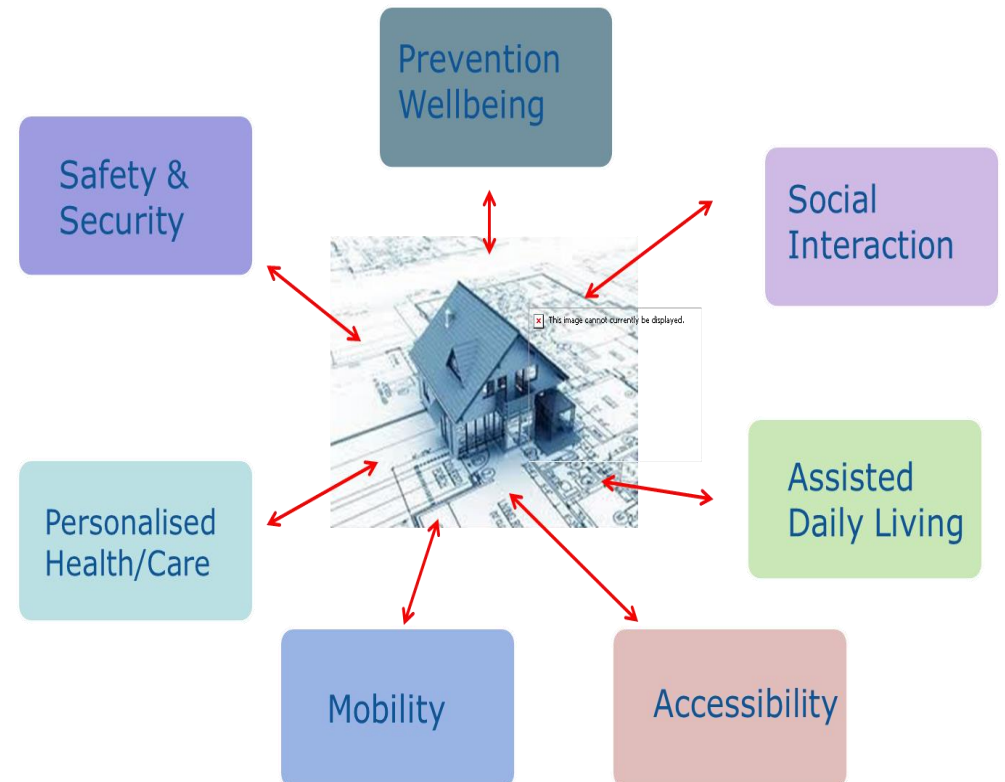 Prevention
Wellbeing
Safety &
Security
Social
Interaction
This image cannot currently be displayed.
Assisted
Daily Living
Personalised
Health/Care
Mobility
Accessibility